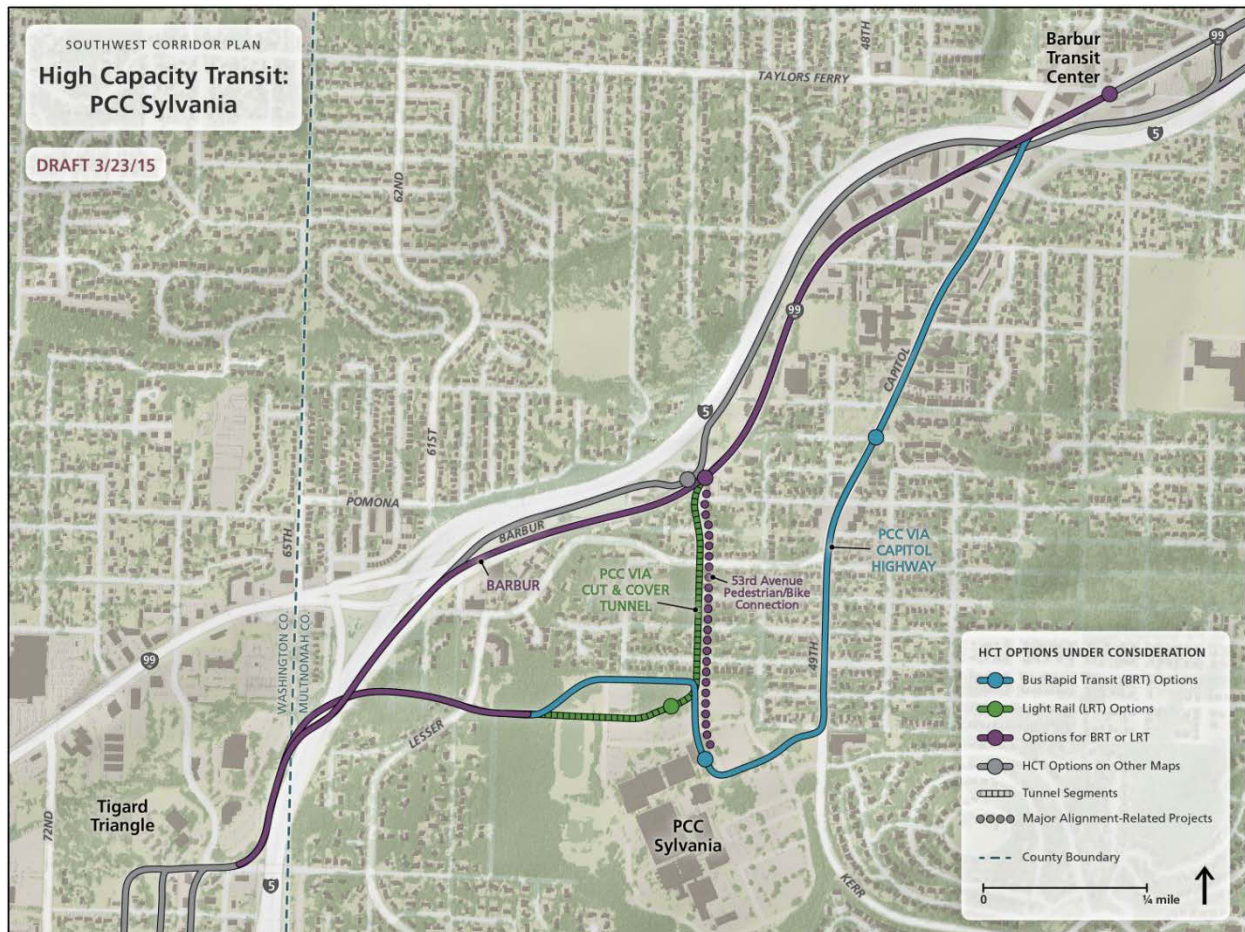 SOUTHWEST CORRIDOR PLAN
High Capacity Transit:
PCC Sylvania
DRAFT 3/23/15
48TH
TAYLORS FERRY
Barbur
Transit
Center
99
5
62ND
99
CAPITOL
5
61ST
POMONA
65TH
BARBUR
BARBUR
PCC VIA
CUT & COVER
TUNNEL
53rd Avenue
Pedestrian/Bike
Connection
PCC VIA
CAPITOL
HIGHWAY
49TH
WASHINGTON CO.
MULTNOMAH CO.
99
LESSER
72ND
Tigard
Triangle
5
PCC
Sylvania
KERR
HCT OPTIONS UNDER CONSIDERATION
Bus Rapid Transit (BRT) Options
Light Rail (LRT) Options
Options for BRT or LRT
HCT Options on Other Maps
Tunnel Segments
Major Alignment-Related Projects
County Boundary
0
¼ mile